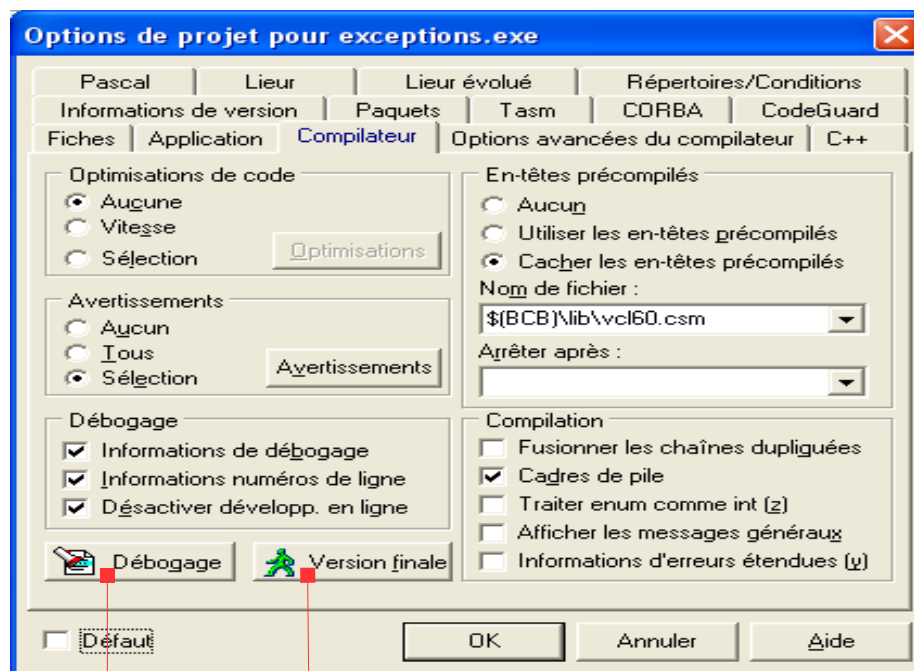 Options de projet pour exceptions.exe
Pascal Lieur Lieur évolué Répertoires/Conditions
Informations de version Paquets Tasm CORBA CodeGuard
Fiches Application Compilateur Options avancées du compilateur C++
Optimisations de code
Aucune
Vitesse
Sélection
Optimisations
Avertissements
Aucun
Tous
Sélection
Avertissements
Débogage
Informations de débogage
Informations numéros de ligne
Désactiver développ. en ligne
Débogage Version finale
En-têtes précompilés
Aucun
Utiliser les en-têtes précompilés
Cacher les en-têtes précompilés
Nom de fichier :
$(BCB)\lib\vcl60.csm
Arrêter après :
Compilation
Fusionner les chaînes dupliquées
Cadres de pile
Traiter enum comme int (z)
Afficher les messages généraux
Informations d'erreurs étendues (y)
Défaut OK Annuler Aide